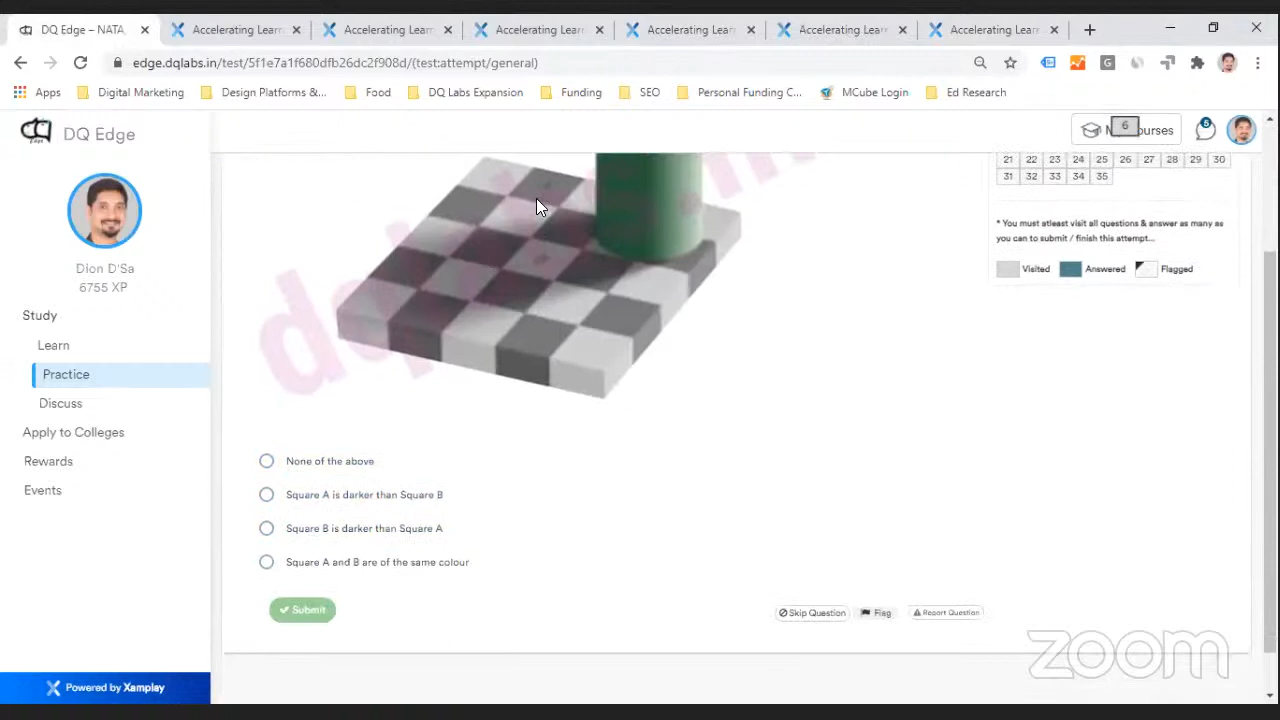 DQ Edge – NATA
Accelerating Learn
Accelerating Learn
Accelerating Learn
Accelerating Learn
Accelerating Learn
Accelerating Learn
edge.dqlabs.in/test/5f1e7a1f680dfb26dc2f908d/(test:attempt/general)
Apps Digital Marketing Design Platforms &... Food DQ Labs Expansion Funding SEO Personal Funding C... MCube Login Ed Research
DQ Edge
6
5
Dion D'Sa
6755 XP
Study
Learn
Practice
Discuss
Apply to Colleges
Rewards
Events
Powered by Xamplay
21 22 23 24 25 26 27 28 29 30
31 32 33 34 35
* You must atleast visit all questions & answer as many as
you can to submit / finish this attempt...
Visited Answered Flagged
None of the above
Square A is darker than Square B
Square B is darker than Square A
Square A and B are of the same colour
Submit
Skip Question Flag Report Question
zoom